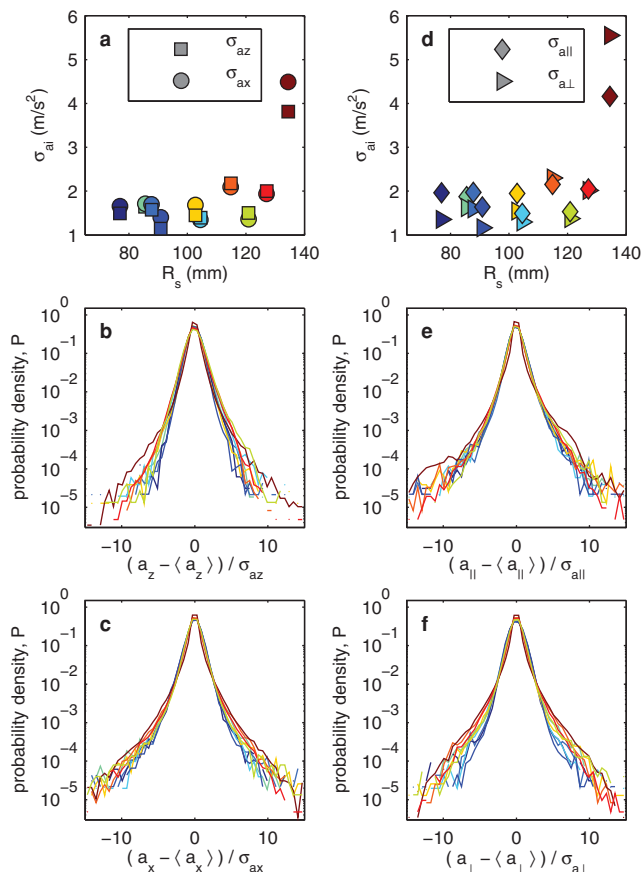 a
σaz
σax
6
5
4
3
2
1
σai (m/s²)
80 100 120 140
Rs (mm)
d
σa||
σa⊥
6
5
4
3
2
1
σai (m/s²)
80 100 120 140
Rs (mm)
b
10⁰
10⁻¹
10⁻²
10⁻³
10⁻⁴
10⁻⁵
probability density, P
−10 0 10
(az − ⟨az⟩) / σaz
e
10⁰
10⁻¹
10⁻²
10⁻³
10⁻⁴
10⁻⁵
probability density, P
−10 0 10
(a|| − ⟨a||⟩) / σa||
c
10⁰
10⁻¹
10⁻²
10⁻³
10⁻⁴
10⁻⁵
probability density, P
−10 0 10
(ax − ⟨ax⟩) / σax
f
10⁰
10⁻¹
10⁻²
10⁻³
10⁻⁴
10⁻⁵
probability density, P
−10 0 10
(a⊥ − ⟨a⊥⟩) / σa⊥